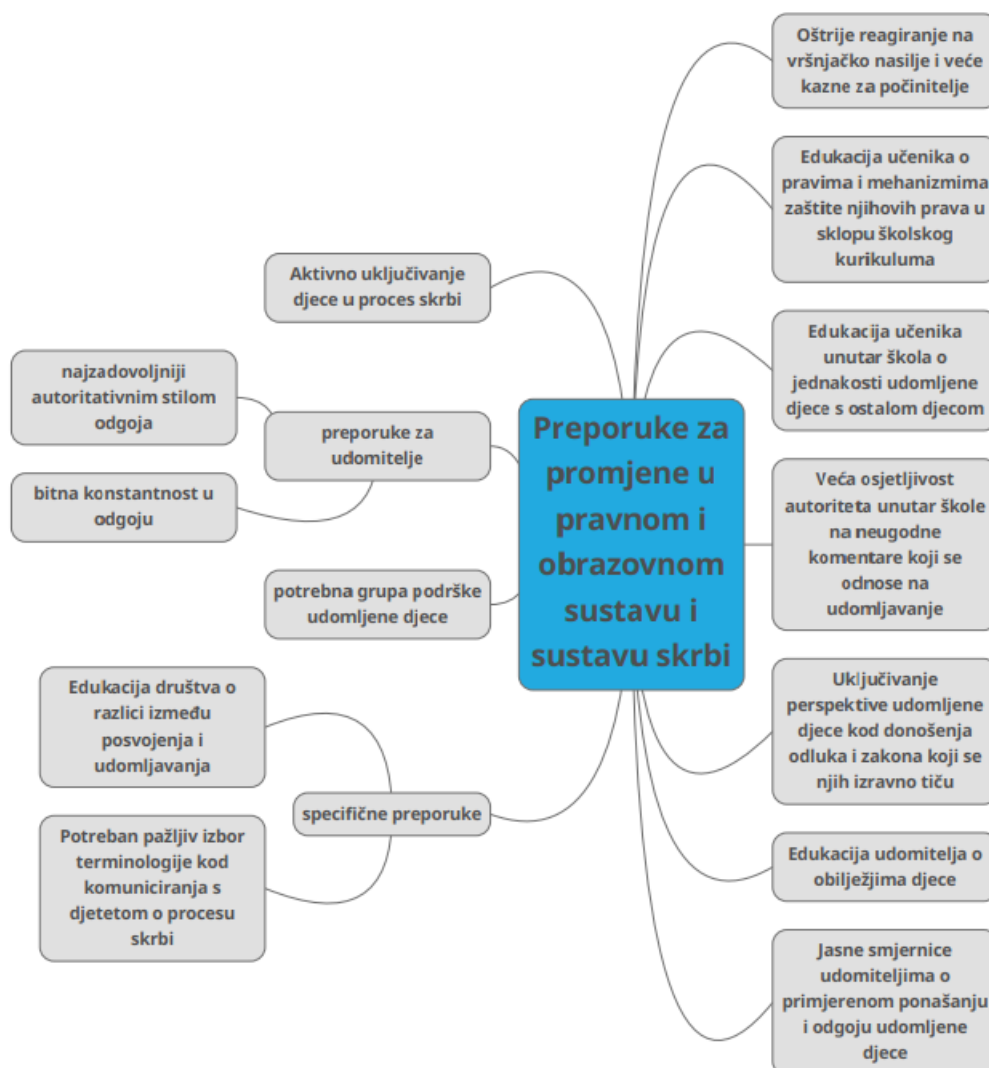 Oštrije reagiranje na
vršnjačko nasilje i veće
kazne za počinitelje
Edukacija učenika o
pravima i mehanizmima
zaštite njihovih prava u
sklopu školskog
kurikuluma
Edukacija učenika
unutar škola o
jednakosti udomljene
djece s ostalom djecom
Veća osjetljivost
autoriteta unutar škole
na neugodne
komentare koji se
odnose na
udomljavanje
Uključivanje
perspektive udomljene
djece kod donošenja
odluka i zakona koji se
njih izravno tiču
Edukacija udomitelja o
obilježjima djece
Jasne smjernice
udomiteljima o
primjerenom ponašanju
i odgoju udomljene
djece
Preporuke za
promjene u
pravnom i
obrazovnom
sustavu i
sustavu skrbi
Aktivno uključivanje
djece u proces skrbi
preporuke za
udomitelje
najzadovoljniji
autoritativnim stilom
odgoja
bitna konstantnost u
odgoju
potrebna grupa podrške
udomljene djece
specifične preporuke
Edukacija društva o
razlici između
posvojenja i
udomljavanja
Potreban pažljiv izbor
terminologije kod
komuniciranja s
djetetom o procesu
skrbi